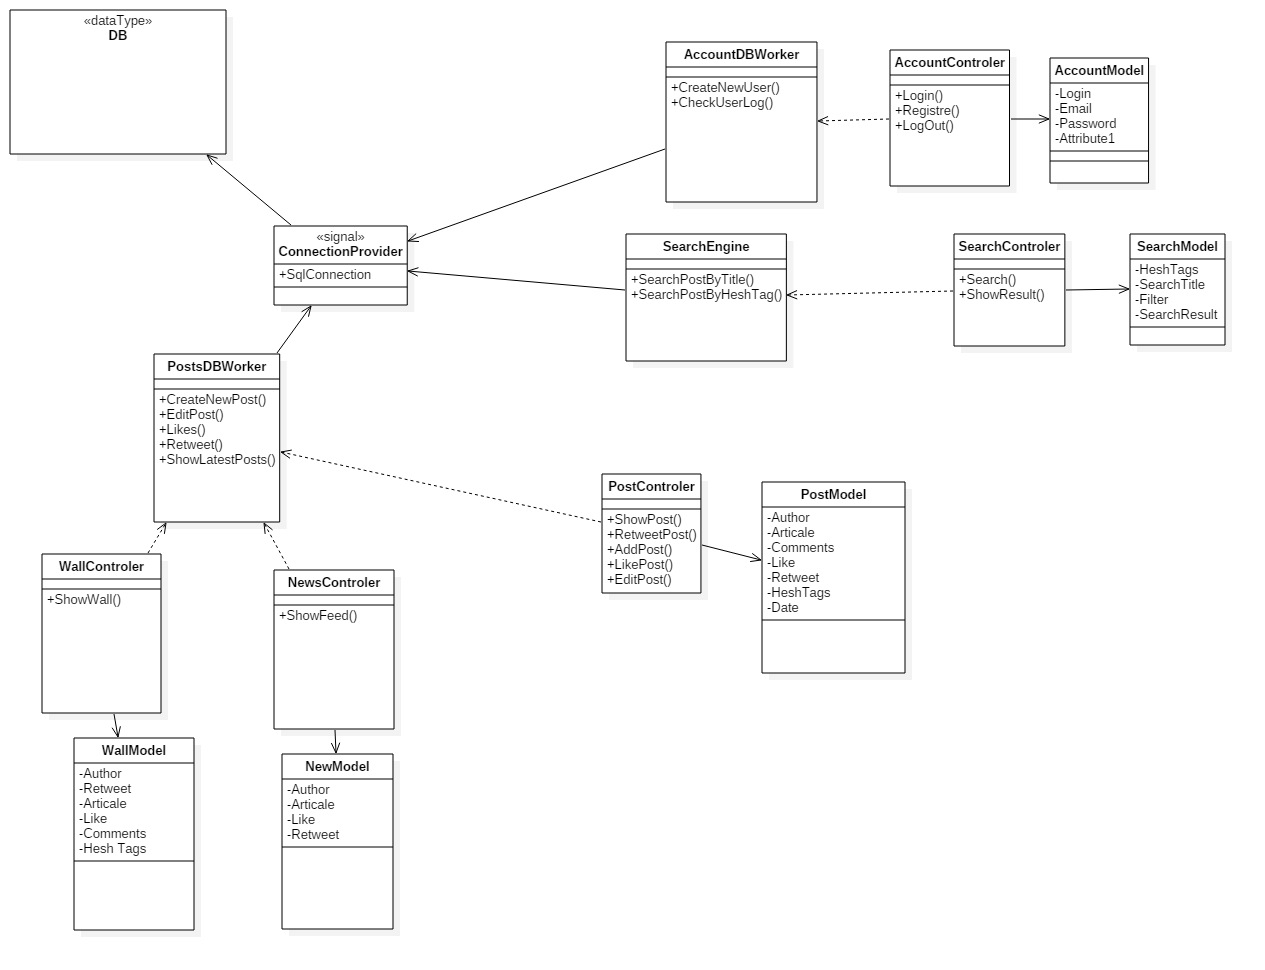 «dataType»
DB
AccountDBWorker
+CreateNewUser()
+CheckUserLog()
AccountControler
+Login()
+Registre()
+LogOut()
AccountModel
-Login
-Email
-Password
-Attribute1
«signal»
ConnectionProvider
+SqlConnection
SearchEngine
+SearchPostByTitle()
+SearchPostByHeshTag()
SearchControler
+Search()
+ShowResult()
SearchModel
-HeshTags
-SearchTitle
-Filter
-SearchResult
PostsDBWorker
+CreateNewPost()
+EditPost()
+Likes()
+Retweet()
+ShowLatestPosts()
PostControler
+ShowPost()
+RetweetPost()
+AddPost()
+LikePost()
+EditPost()
PostModel
-Author
-Articale
-Comments
-Like
-Retweet
-HeshTags
-Date
WallControler
+ShowWall()
NewsControler
+ShowFeed()
WallModel
-Author
-Retweet
-Articale
-Like
-Comments
-Hesh Tags
NewModel
-Author
-Articale
-Like
-Retweet